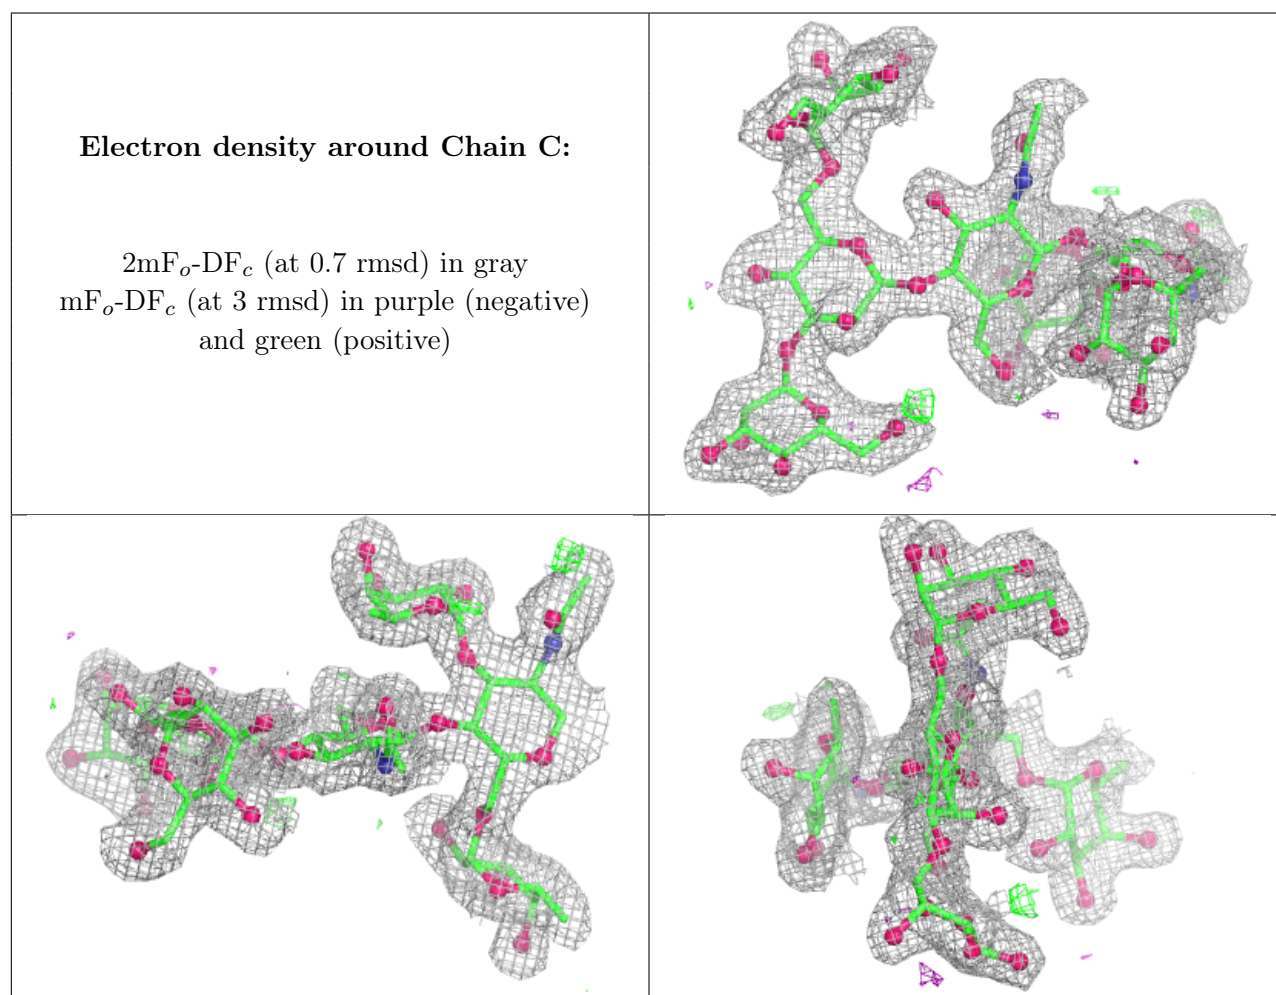 Electron density around Chain C:
2mFₒ-DF𝑐 (at 0.7 rmsd) in gray
mFₒ-DF𝑐 (at 3 rmsd) in purple (negative)
and green (positive)